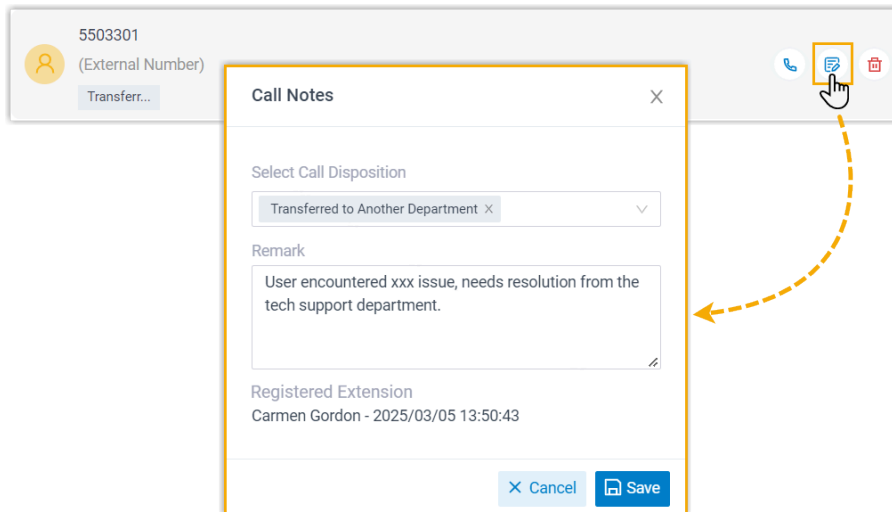 5503301
(External Number)
Transferr...
Call Notes
Select Call Disposition
Transferred to Another Department
Remark
User encountered xxx issue, needs resolution from the
tech support department.
Registered Extension
Carmen Gordon - 2025/03/05 13:50:43
Cancel
Save